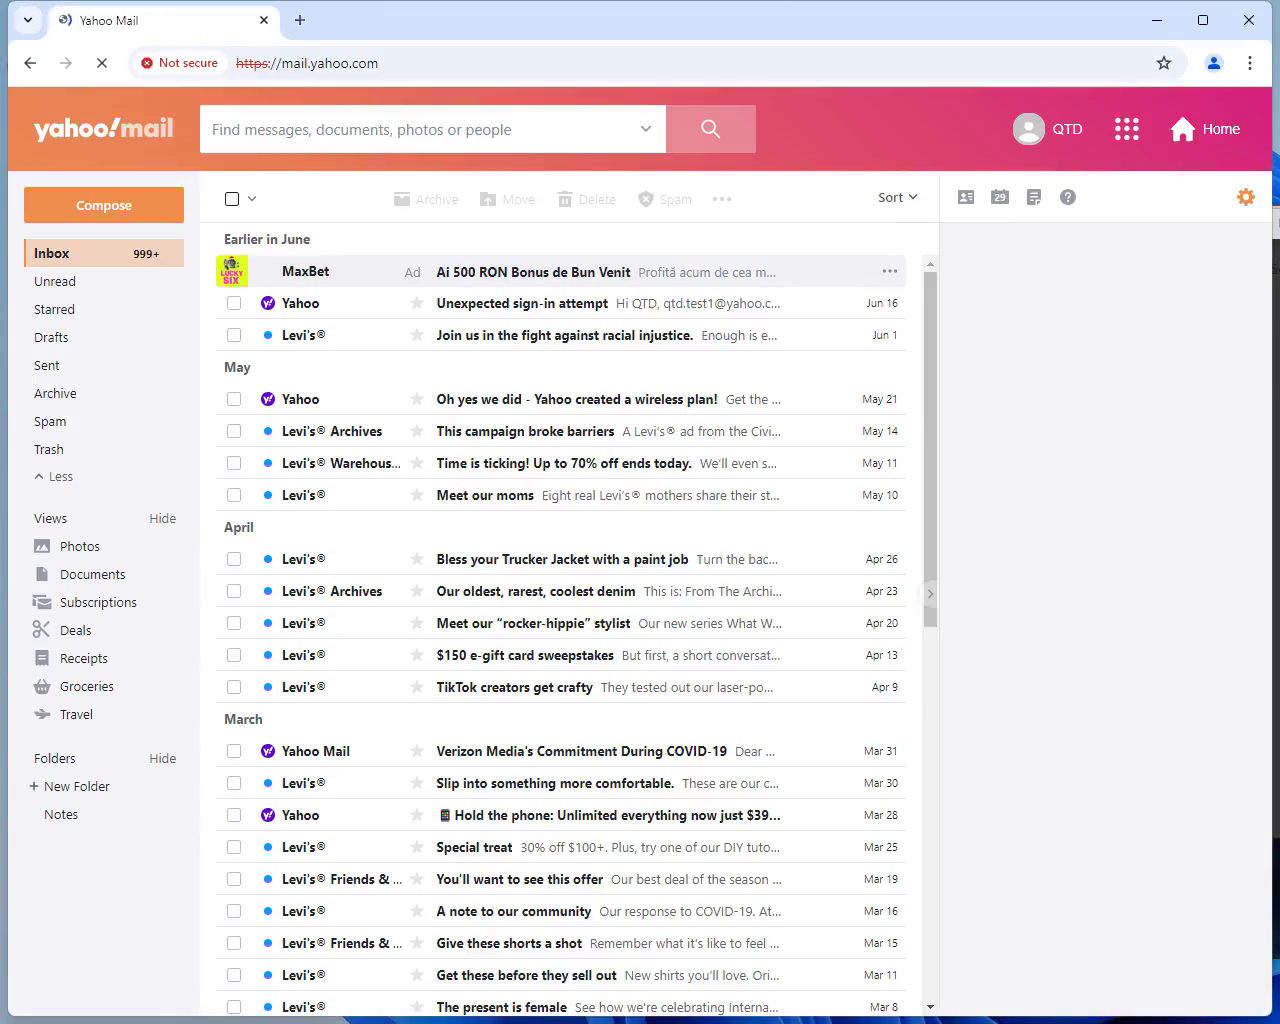 Yahoo Mail
Not secure https://mail.yahoo.com
yahoo!mail
Find messages, documents, photos or people
QTD
Home
Compose
Archive Move Delete Spam
Sort
29
Inbox 999+
Unread
Starred
Drafts
Sent
Archive
Spam
Trash
Less
Views Hide
Photos
Documents
Subscriptions
Deals
Receipts
Groceries
Travel
Folders Hide
+ New Folder
Notes
Earlier in June
LUCKY SIX
MaxBet Ad Ai 500 RON Bonus de Bun Venit Profită acum de cea m...
Yahoo Unexpected sign-in attempt Hi QTD, qtd.test1@yahoo.c... Jun 16
Levi's® Join us in the fight against racial injustice. Enough is e... Jun 1
May
Yahoo Oh yes we did - Yahoo created a wireless plan! Get the ... May 21
Levi's® Archives This campaign broke barriers A Levi's® ad from the Civi... May 14
Levi's® Warehous... Time is ticking! Up to 70% off ends today. We'll even s... May 11
Levi's® Meet our moms Eight real Levi's® mothers share their st... May 10
April
Levi's® Bless your Trucker Jacket with a paint job Turn the bac... Apr 26
Levi's® Archives Our oldest, rarest, coolest denim This is: From The Archi... Apr 23
Levi's® Meet our “rocker-hippie” stylist Our new series What W... Apr 20
Levi's® $150 e-gift card sweepstakes But first, a short conversat... Apr 13
Levi's® TikTok creators get crafty They tested out our laser-po... Apr 9
March
Yahoo Mail Verizon Media's Commitment During COVID-19 Dear ... Mar 31
Levi's® Slip into something more comfortable. These are our c... Mar 30
Yahoo Hold the phone: Unlimited everything now just $39... Mar 28
Levi's® Special treat 30% off $100+. Plus, try one of our DIY tuto... Mar 25
Levi's® Friends & ... You'll want to see this offer Our best deal of the season ... Mar 19
Levi's® A note to our community Our response to COVID-19. At... Mar 16
Levi's® Friends & ... Give these shorts a shot Remember what it's like to feel ... Mar 15
Levi's® Get these before they sell out New shirts you'll love. Ori... Mar 11
Levi's® The present is female See how we're celebrating Interna... Mar 8